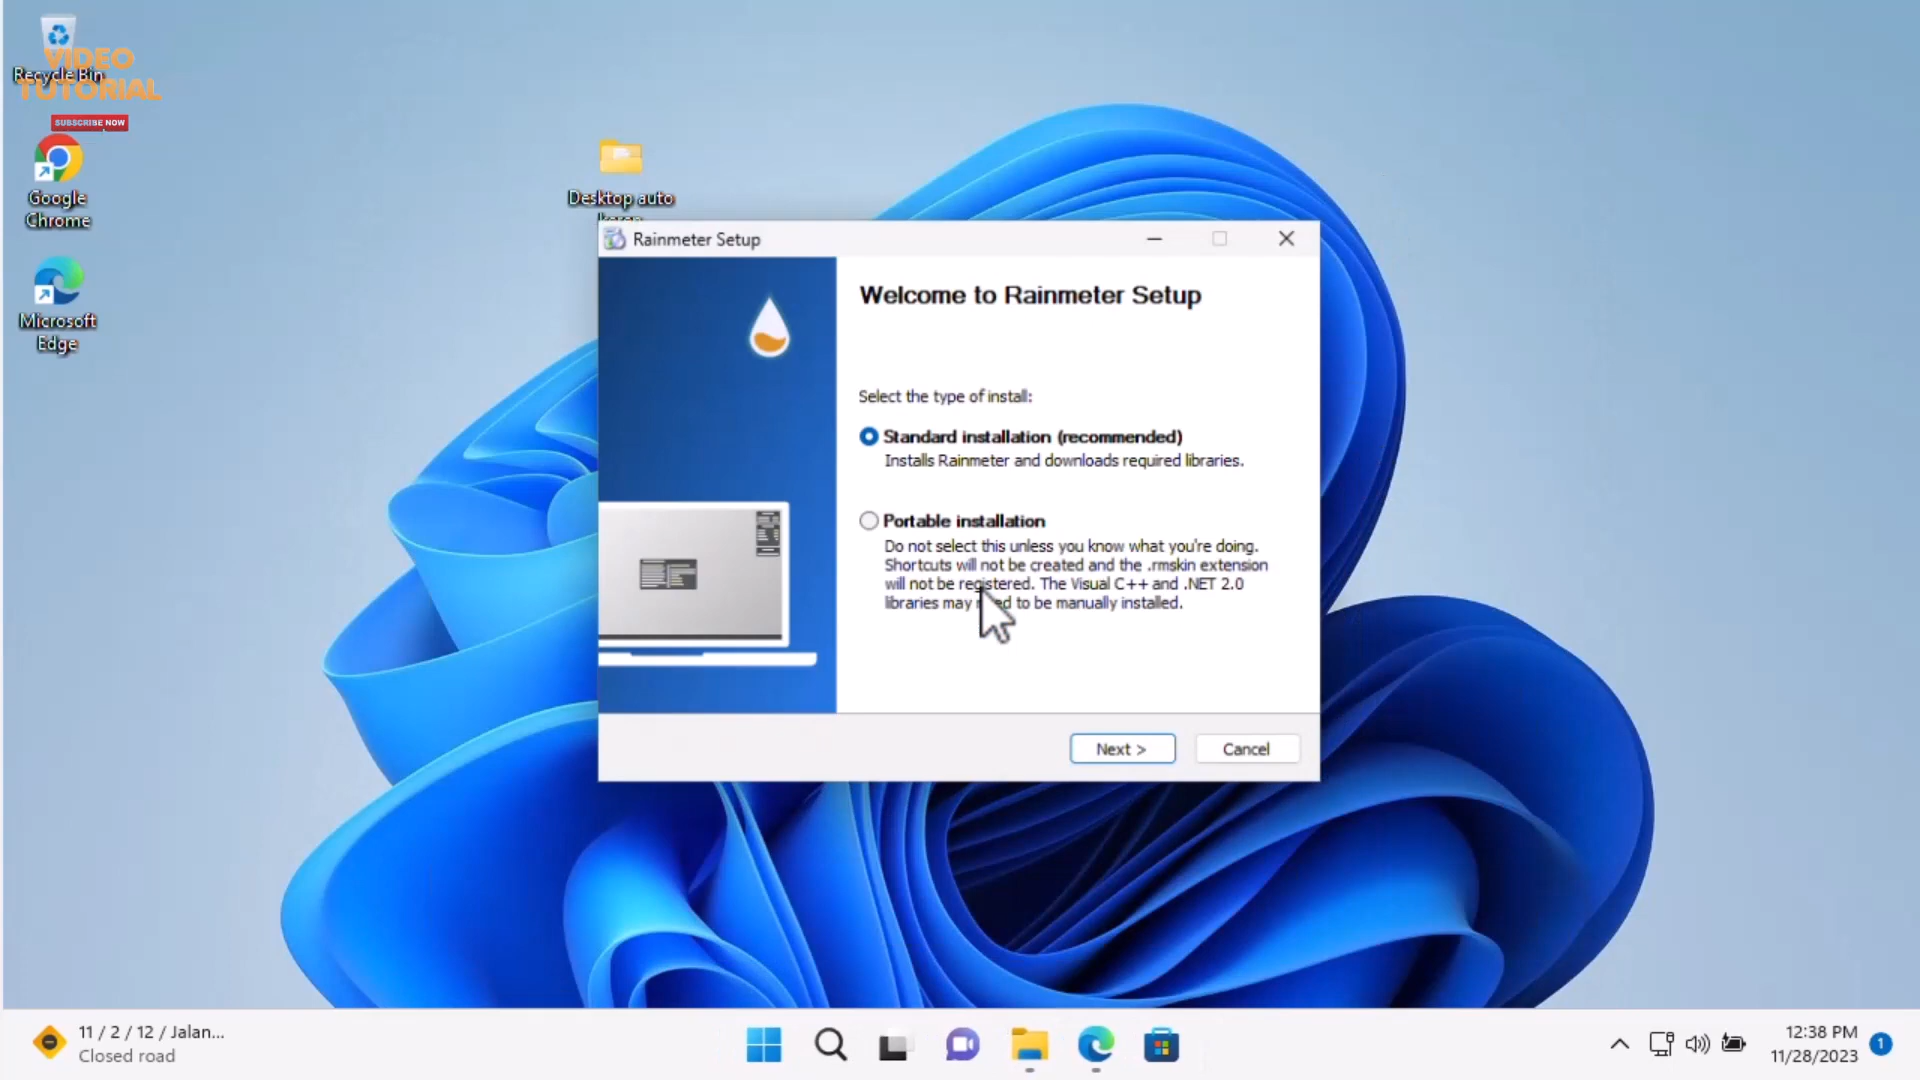 Recycle Bin
VIDEO
TUTORIAL
SUBSCRIBE NOW
Google
Chrome
Microsoft
Edge
Desktop auto
Rainmeter Setup
Welcome to Rainmeter Setup
Select the type of install:
Standard installation (recommended)
Installs Rainmeter and downloads required libraries.
Portable installation
Do not select this unless you know what you're doing.
Shortcuts will not be created and the .rmskin extension
will not be registered. The Visual C++ and .NET 2.0
libraries may need to be manually installed.
Next >
Cancel
11 / 2 / 12 / Jalan...
Closed road
12:38 PM
11/28/2023
1